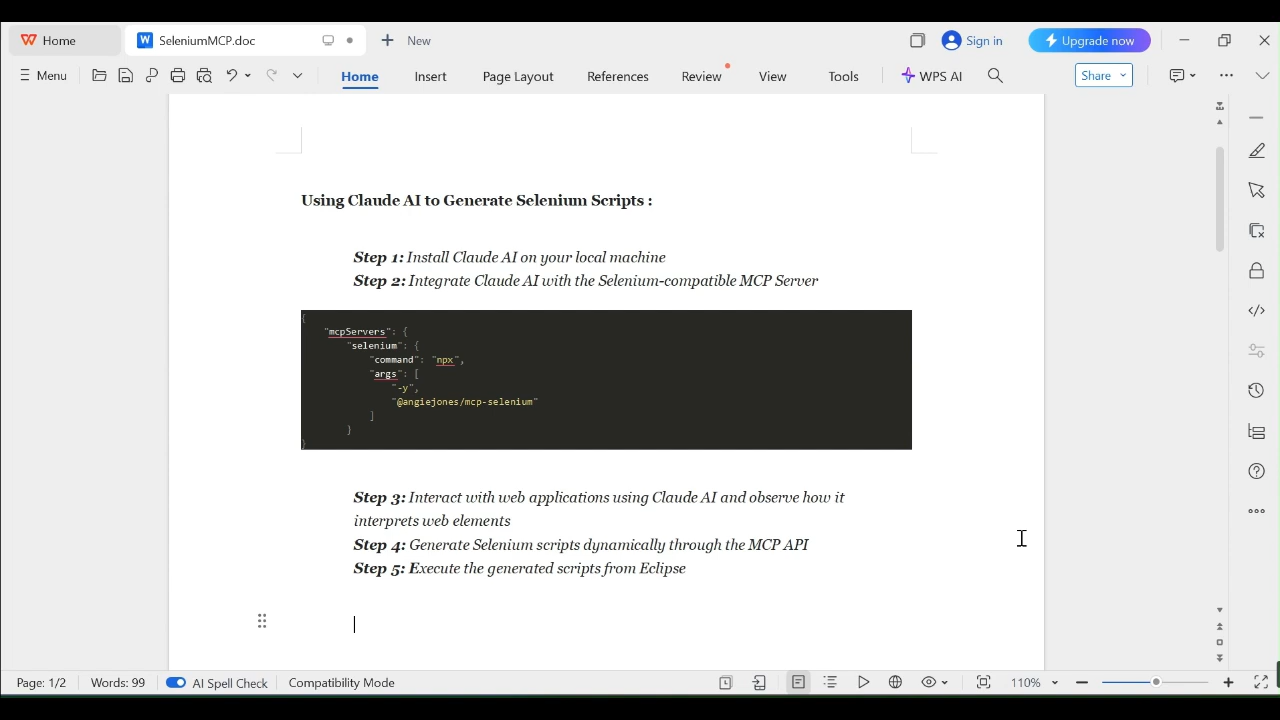 Home
SeleniumMCP.doc
New
Sign in
Upgrade now
Menu
Home
Insert
Page Layout
References
Review
View
Tools
WPS AI
Share
Using Claude AI to Generate Selenium Scripts :
Step 1: Install Claude AI on your local machine
Step 2: Integrate Claude AI with the Selenium-compatible MCP Server
{
"mcpServers": {
"selenium": {
"command": "npx",
"args": [
"-y",
"@angiejones/mcp-selenium"
]
}
}
Step 3: Interact with web applications using Claude AI and observe how it
interprets web elements
Step 4: Generate Selenium scripts dynamically through the MCP API
Step 5: Execute the generated scripts from Eclipse
Page: 1/2
Words: 99
AI Spell Check
Compatibility Mode
110%